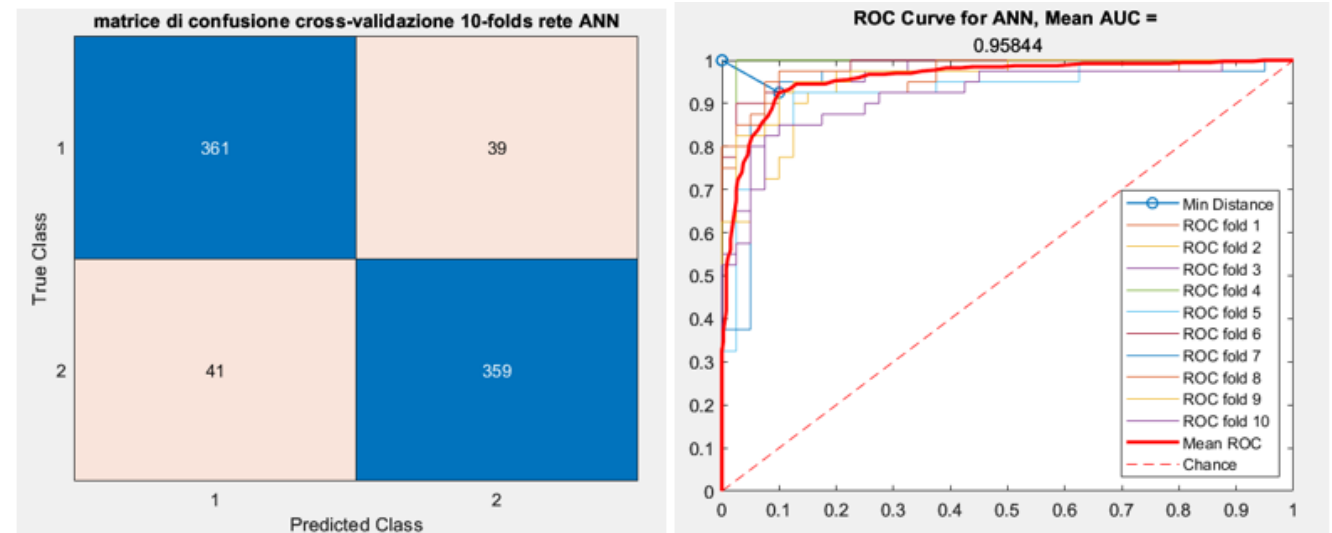 matrice di confusione cross-validazione 10-folds rete ANN
True Class
1
361
39
2
41
359
1
2
Predicted Class
ROC Curve for ANN, Mean AUC =
0.95844
1
0.9
0.8
0.7
0.6
0.5
0.4
0.3
0.2
0.1
0
0 0.1 0.2 0.3 0.4 0.5 0.6 0.7 0.8 0.9 1
Min Distance
ROC fold 1
ROC fold 2
ROC fold 3
ROC fold 4
ROC fold 5
ROC fold 6
ROC fold 7
ROC fold 8
ROC fold 9
ROC fold 10
Mean ROC
Chance